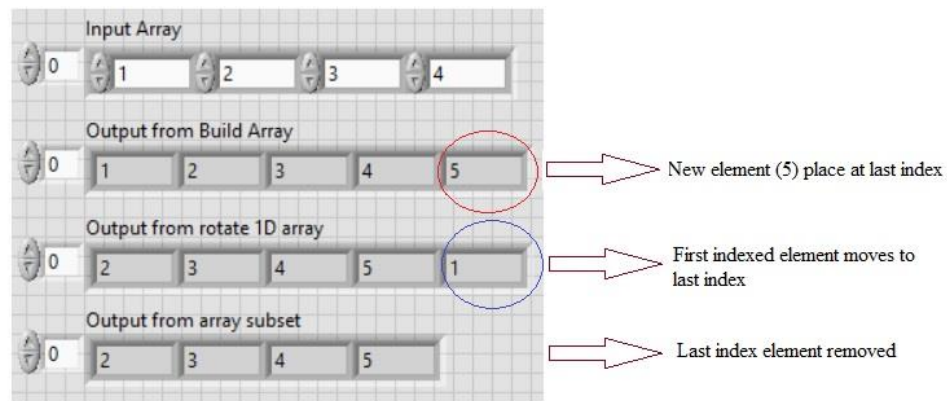 Input Array
0 1 2 3 4
Output from Build Array
0 1 2 3 4 5
New element (5) place at last index
Output from rotate 1D array
0 2 3 4 5 1
First indexed element moves to
last index
Output from array subset
0 2 3 4 5
Last index element removed